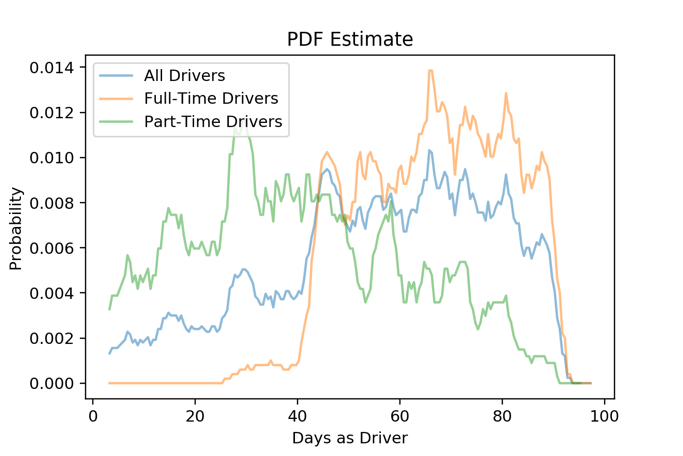 PDF Estimate
All Drivers
Full-Time Drivers
Part-Time Drivers
0.014
0.012
0.010
0.008
0.006
0.004
0.002
0.000
Probability
0 20 40 60 80 100
Days as Driver